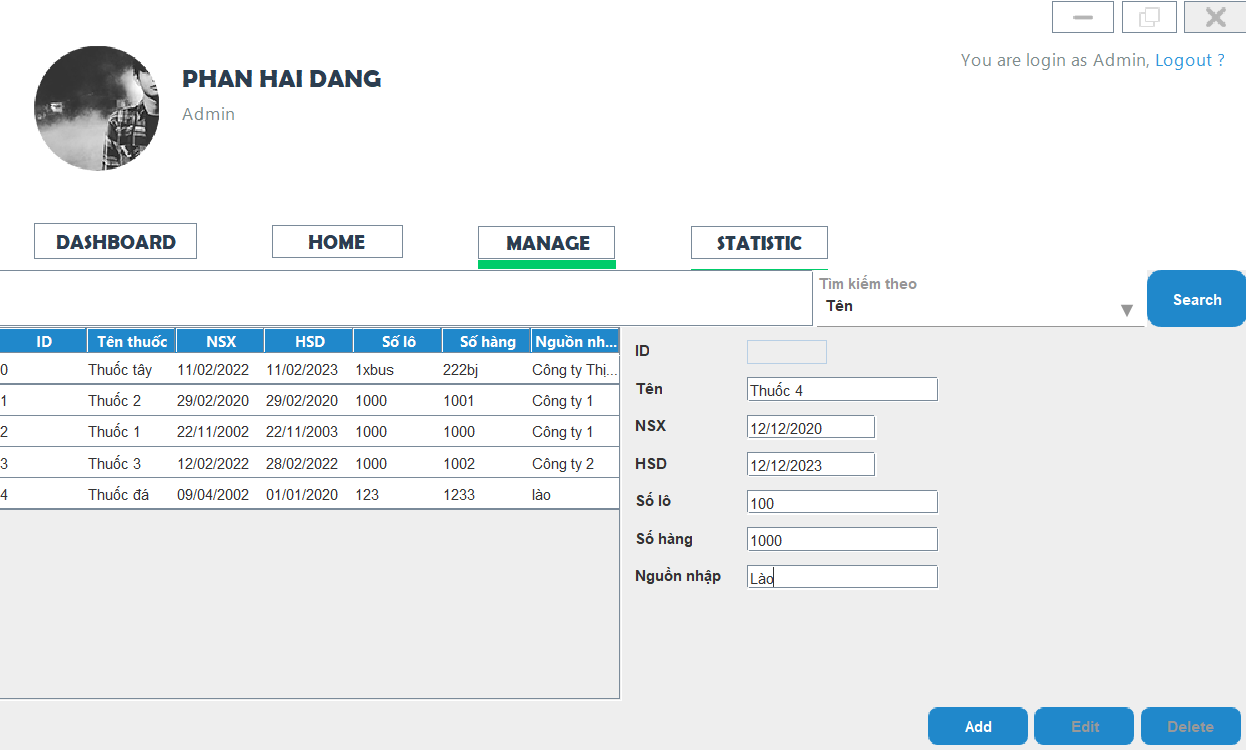 You are login as Admin, Logout ?
PHAN HAI DANG
Admin
DASHBOARD HOME MANAGE STATISTIC
Tìm kiếm theo
Tên
Search
ID Tên thuốc NSX HSD Số lô Số hàng Nguồn nh...
0 Thuốc tây 11/02/2022 11/02/2023 1xbus 222bj Công ty Thị...
1 Thuốc 2 29/02/2020 29/02/2020 1000 1001 Công ty 1
2 Thuốc 1 22/11/2002 22/11/2003 1000 1000 Công ty 1
3 Thuốc 3 12/02/2022 28/02/2022 1000 1002 Công ty 2
4 Thuốc đá 09/04/2002 01/01/2020 123 1233 lào
ID
Tên Thuốc 4
NSX 12/12/2020
HSD 12/12/2023
Số lô 100
Số hàng 1000
Nguồn nhập Lào
Add Edit Delete